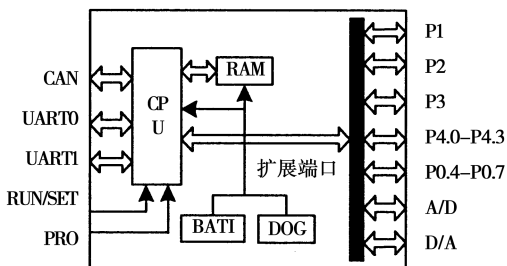 CAN
UART0
UART1
RUN/SET
PRO
CP
U
RAM
扩展端口
BATI
DOG
P1
P2
P3
P4.0-P4.3
P0.4-P0.7
A/D
D/A